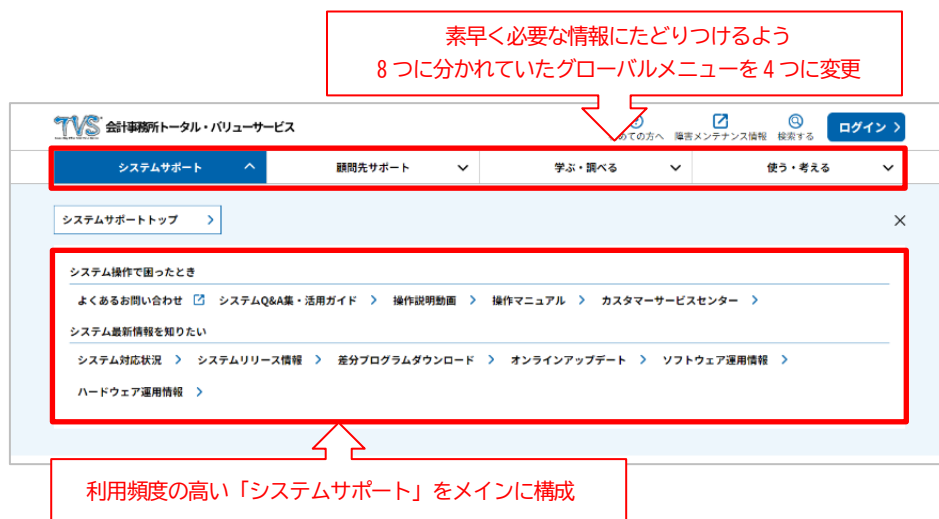 素早く必要な情報にたどりつけるよう
8つに分かれていたグローバルメニューを4つに変更
TVS 会計事務所トータル・バリューサービス
めての方へ 障害メンテナンス情報 検索する ログイン
システムサポート 顧問先サポート 学ぶ・調べる 使う・考える
システムサポートトップ
システム操作で困ったとき
よくあるお問い合わせ システムQ&A集・活用ガイド 操作説明動画 操作マニュアル カスタマーサービスセンター
システム最新情報を知りたい
システム対応状況 システムリリース情報 差分プログラムダウンロード オンラインアップデート ソフトウェア運用情報
ハードウェア運用情報
利用頻度の高い「システムサポート」をメインに構成